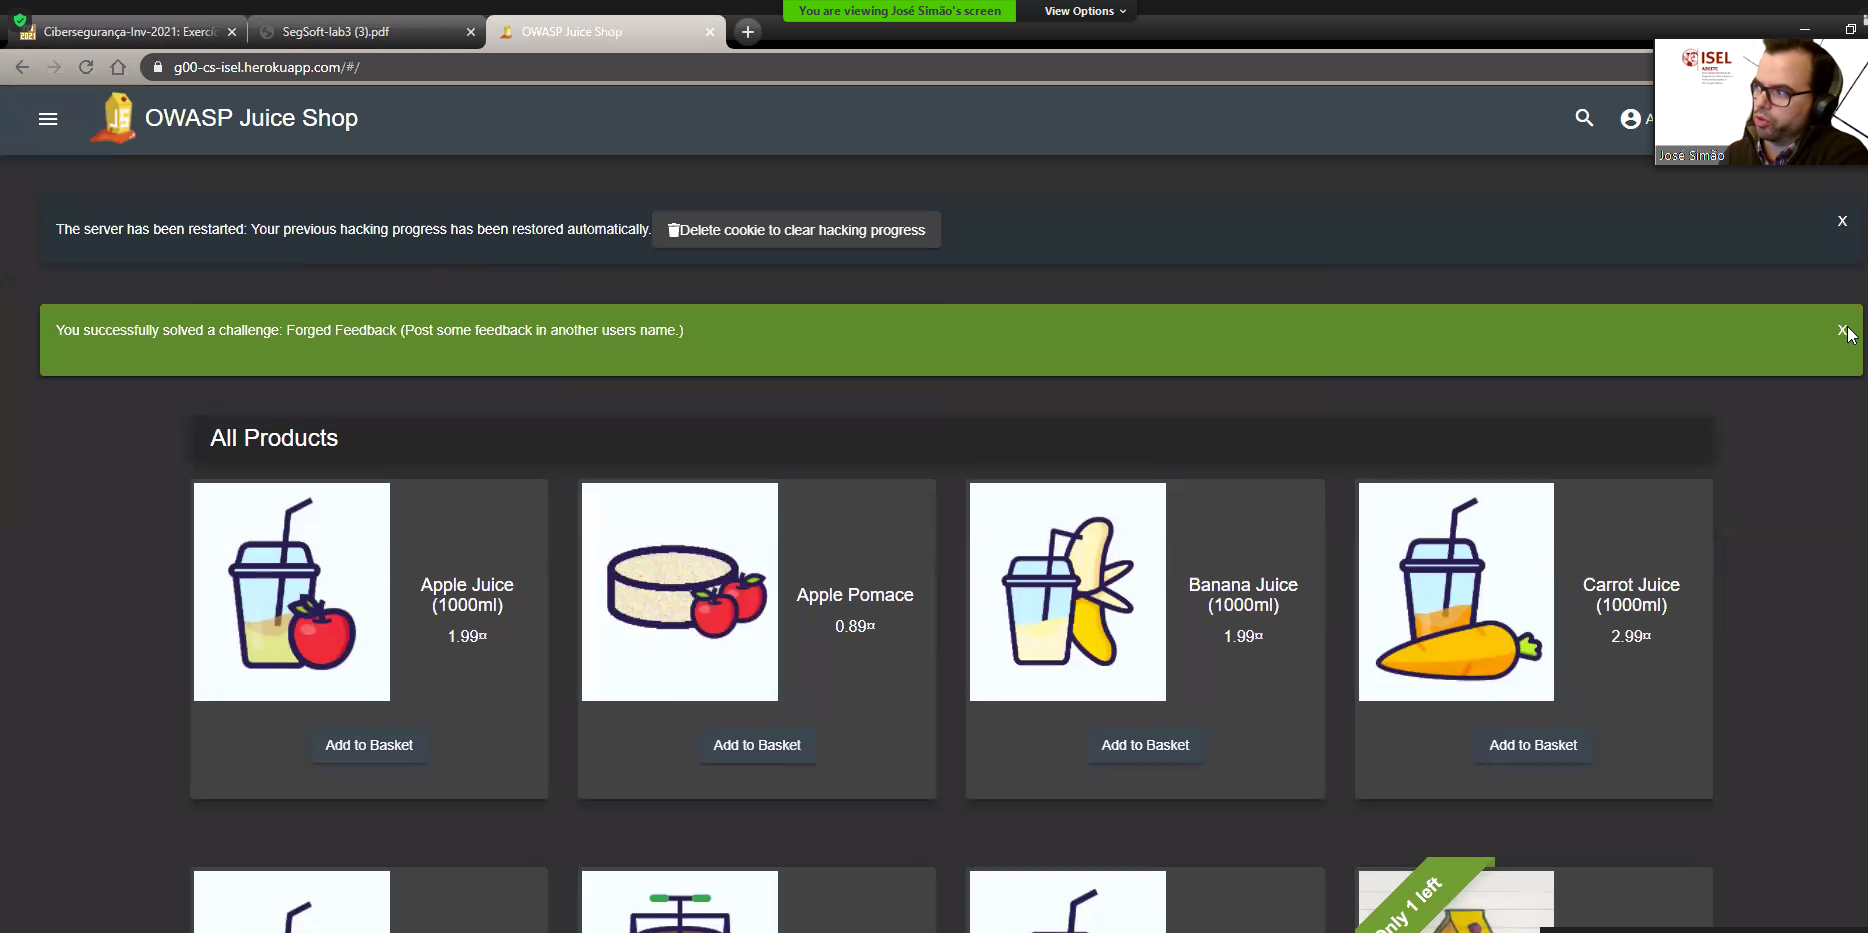 You are viewing José Simão's screen
View Options
Cibersegurança-Inv-2021: Exercíc
SegSoft-lab3 (3).pdf
OWASP Juice Shop
g00-cs-isel.herokuapp.com/#/
ISEL
OWASP Juice Shop
José Simão
The server has been restarted: Your previous hacking progress has been restored automatically.
Delete cookie to clear hacking progress
X
You successfully solved a challenge: Forged Feedback (Post some feedback in another users name.)
X
All Products
Apple Juice
(1000ml)
1.99¤
Apple Pomace
0.89¤
Banana Juice
(1000ml)
1.99¤
Carrot Juice
(1000ml)
2.99¤
Add to Basket
Add to Basket
Add to Basket
Add to Basket
Only 1 left